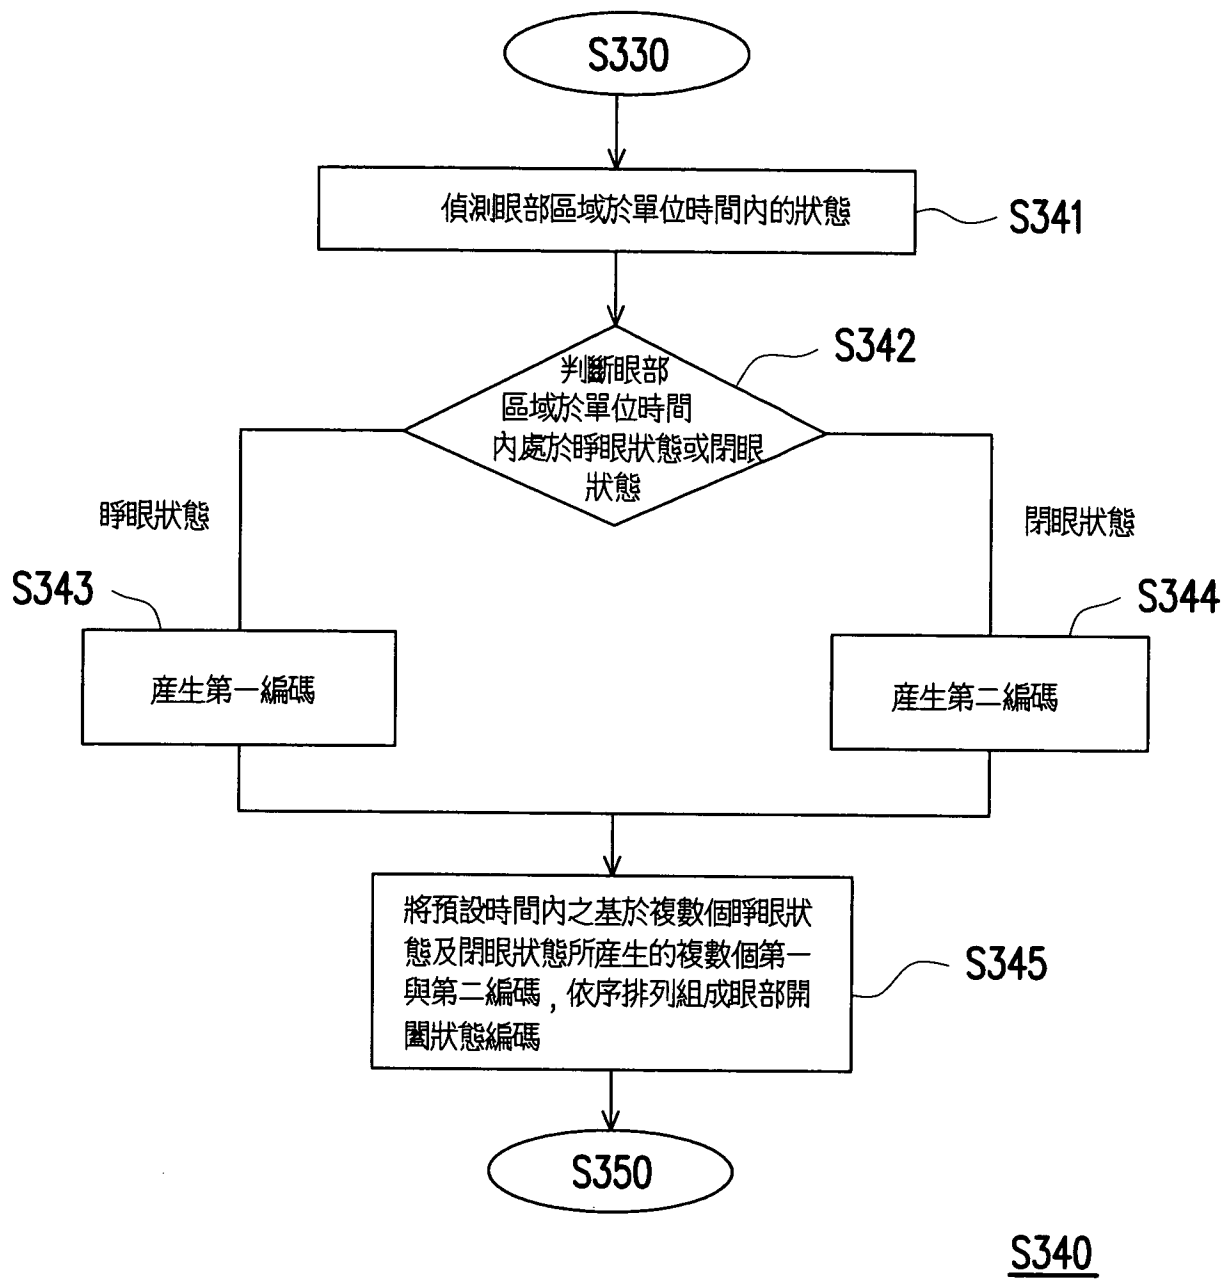 S330
偵測眼部區域於單位時間內的狀態
S341
S342
判斷眼部
區域於單位時間
內處於睜眼狀態或閉眼
狀態
睜眼狀態
閉眼狀態
S343
S344
產生第一編碼
產生第二編碼
將預設時間內之基於複數個睜眼狀
態及閉眼狀態所產生的複數個第一
與第二編碼，依序排列組成眼部開
闔狀態編碼
S345
S350
S340